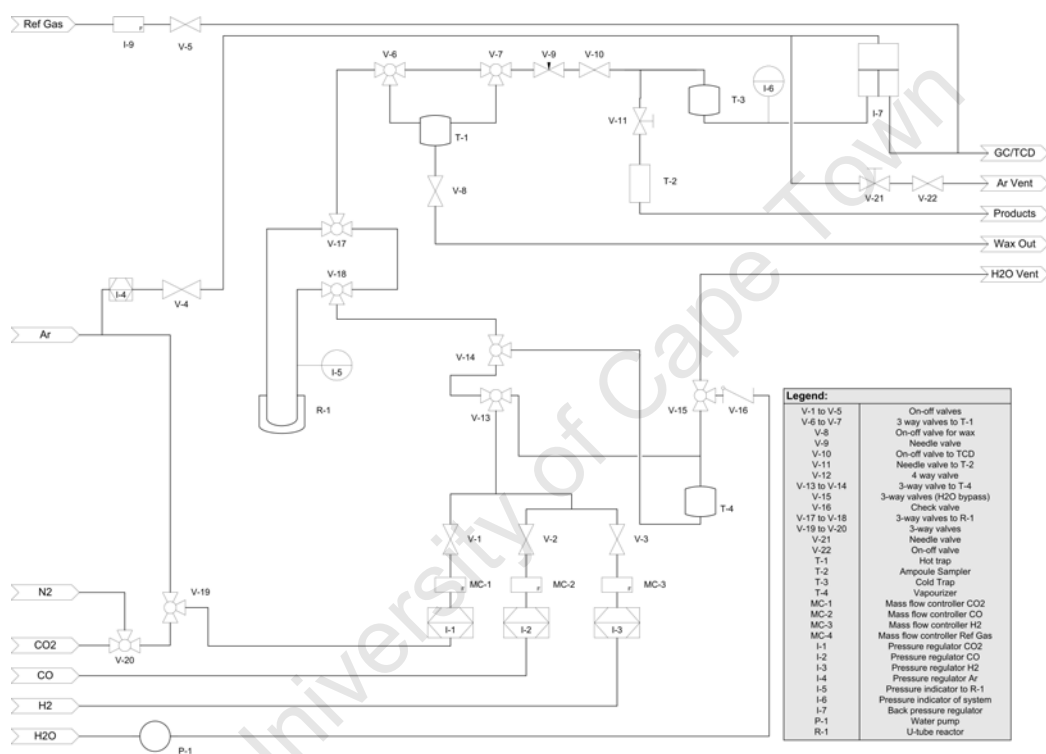 Ref Gas
I-9
V-5
V-6
V-7
V-9
V-10
T-3
I-6
I-7
V-11
T-1
GC/TCD
T-2
Ar Vent
V-8
V-21
V-22
Products
V-17
Wax Out
V-18
H2O Vent
I-4
V-4
Ar
V-14
I-5
R-1
V-13
V-15
V-16
T-4
V-1
V-2
V-3
MC-1
MC-2
MC-3
N2
V-19
I-1
I-2
I-3
CO2
V-20
CO
H2
H2O
P-1
Legend:
V-1 to V-5 On-off valves
V-6 to V-7 3 way valves to T-1
V-8 On-off valve for wax
V-9 Needle valve
V-10 On-off valve to TCD
V-11 Needle valve to T-2
V-12 4 way valve
V-13 to V-14 3-way valve to T-4
V-15 3-way valves (H2O bypass)
V-16 Check valve
V-17 to V-18 3-way valves to R-1
V-19 to V-20 3-way valves
V-21 Needle valve
V-22 On-off valve
T-1 Hot trap
T-2 Ampoule Sampler
T-3 Cold Trap
T-4 Vapourizer
MC-1 Mass flow controller CO2
MC-2 Mass flow controller CO
MC-3 Mass flow controller H2
MC-4 Mass flow controller Ref Gas
I-1 Pressure regulator CO2
I-2 Pressure regulator CO
I-3 Pressure regulator H2
I-4 Pressure regulator Ar
I-5 Pressure indicator to R-1
I-6 Pressure indicator of system
I-7 Back pressure regulator
P-1 Water pump
R-1 U-tube reactor
University of Cape Town